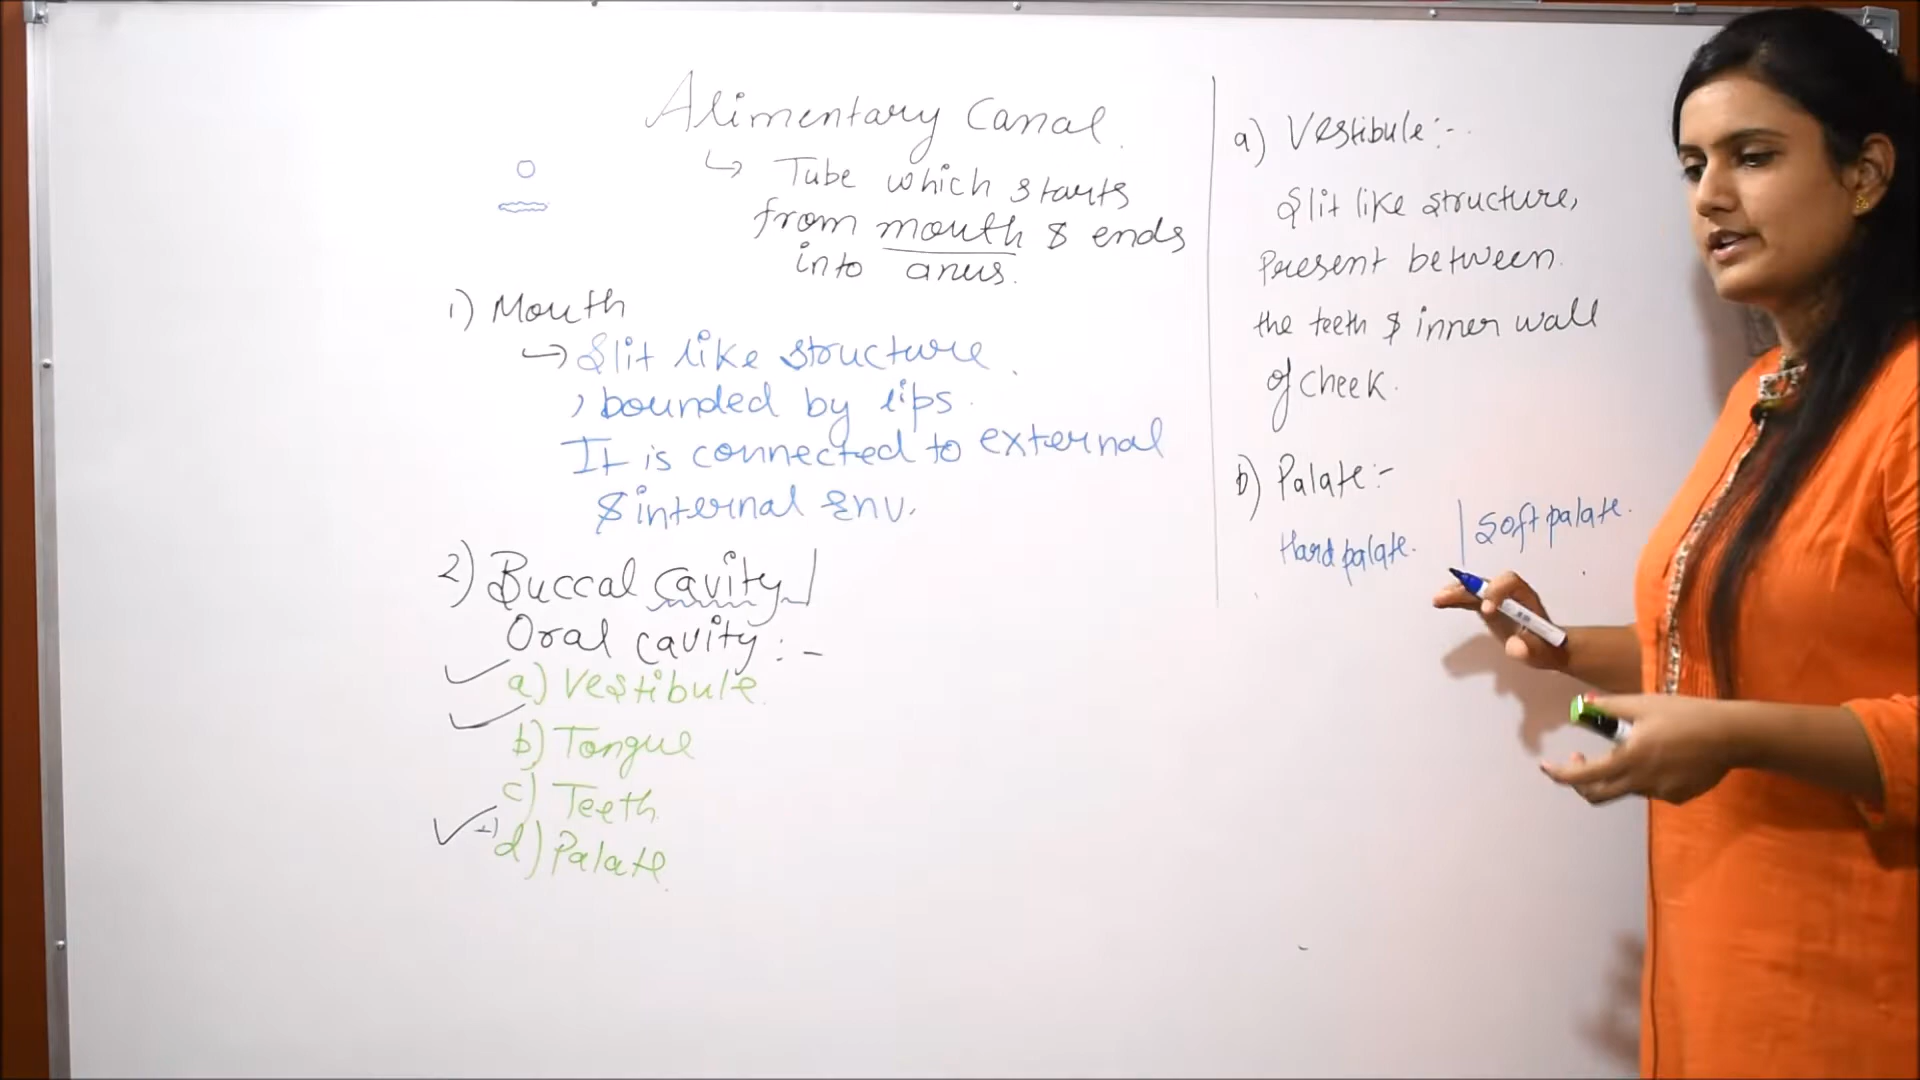 Alimentary Canal.
↳ Tube which starts
from mouth & ends
into anus.
1) Mouth
→ Slit like structure
, bounded by lips.
It is connected to external
& internal Env.
2) Buccal cavity /
Oral cavity :-
a) Vestibule
b) Tongue
c) Teeth
d) Palate
a) Vestibule :-
Slit like structure,
Present between
the teeth & inner wall
of cheek.
b) Palate :-
Hard palate. | Soft palate.